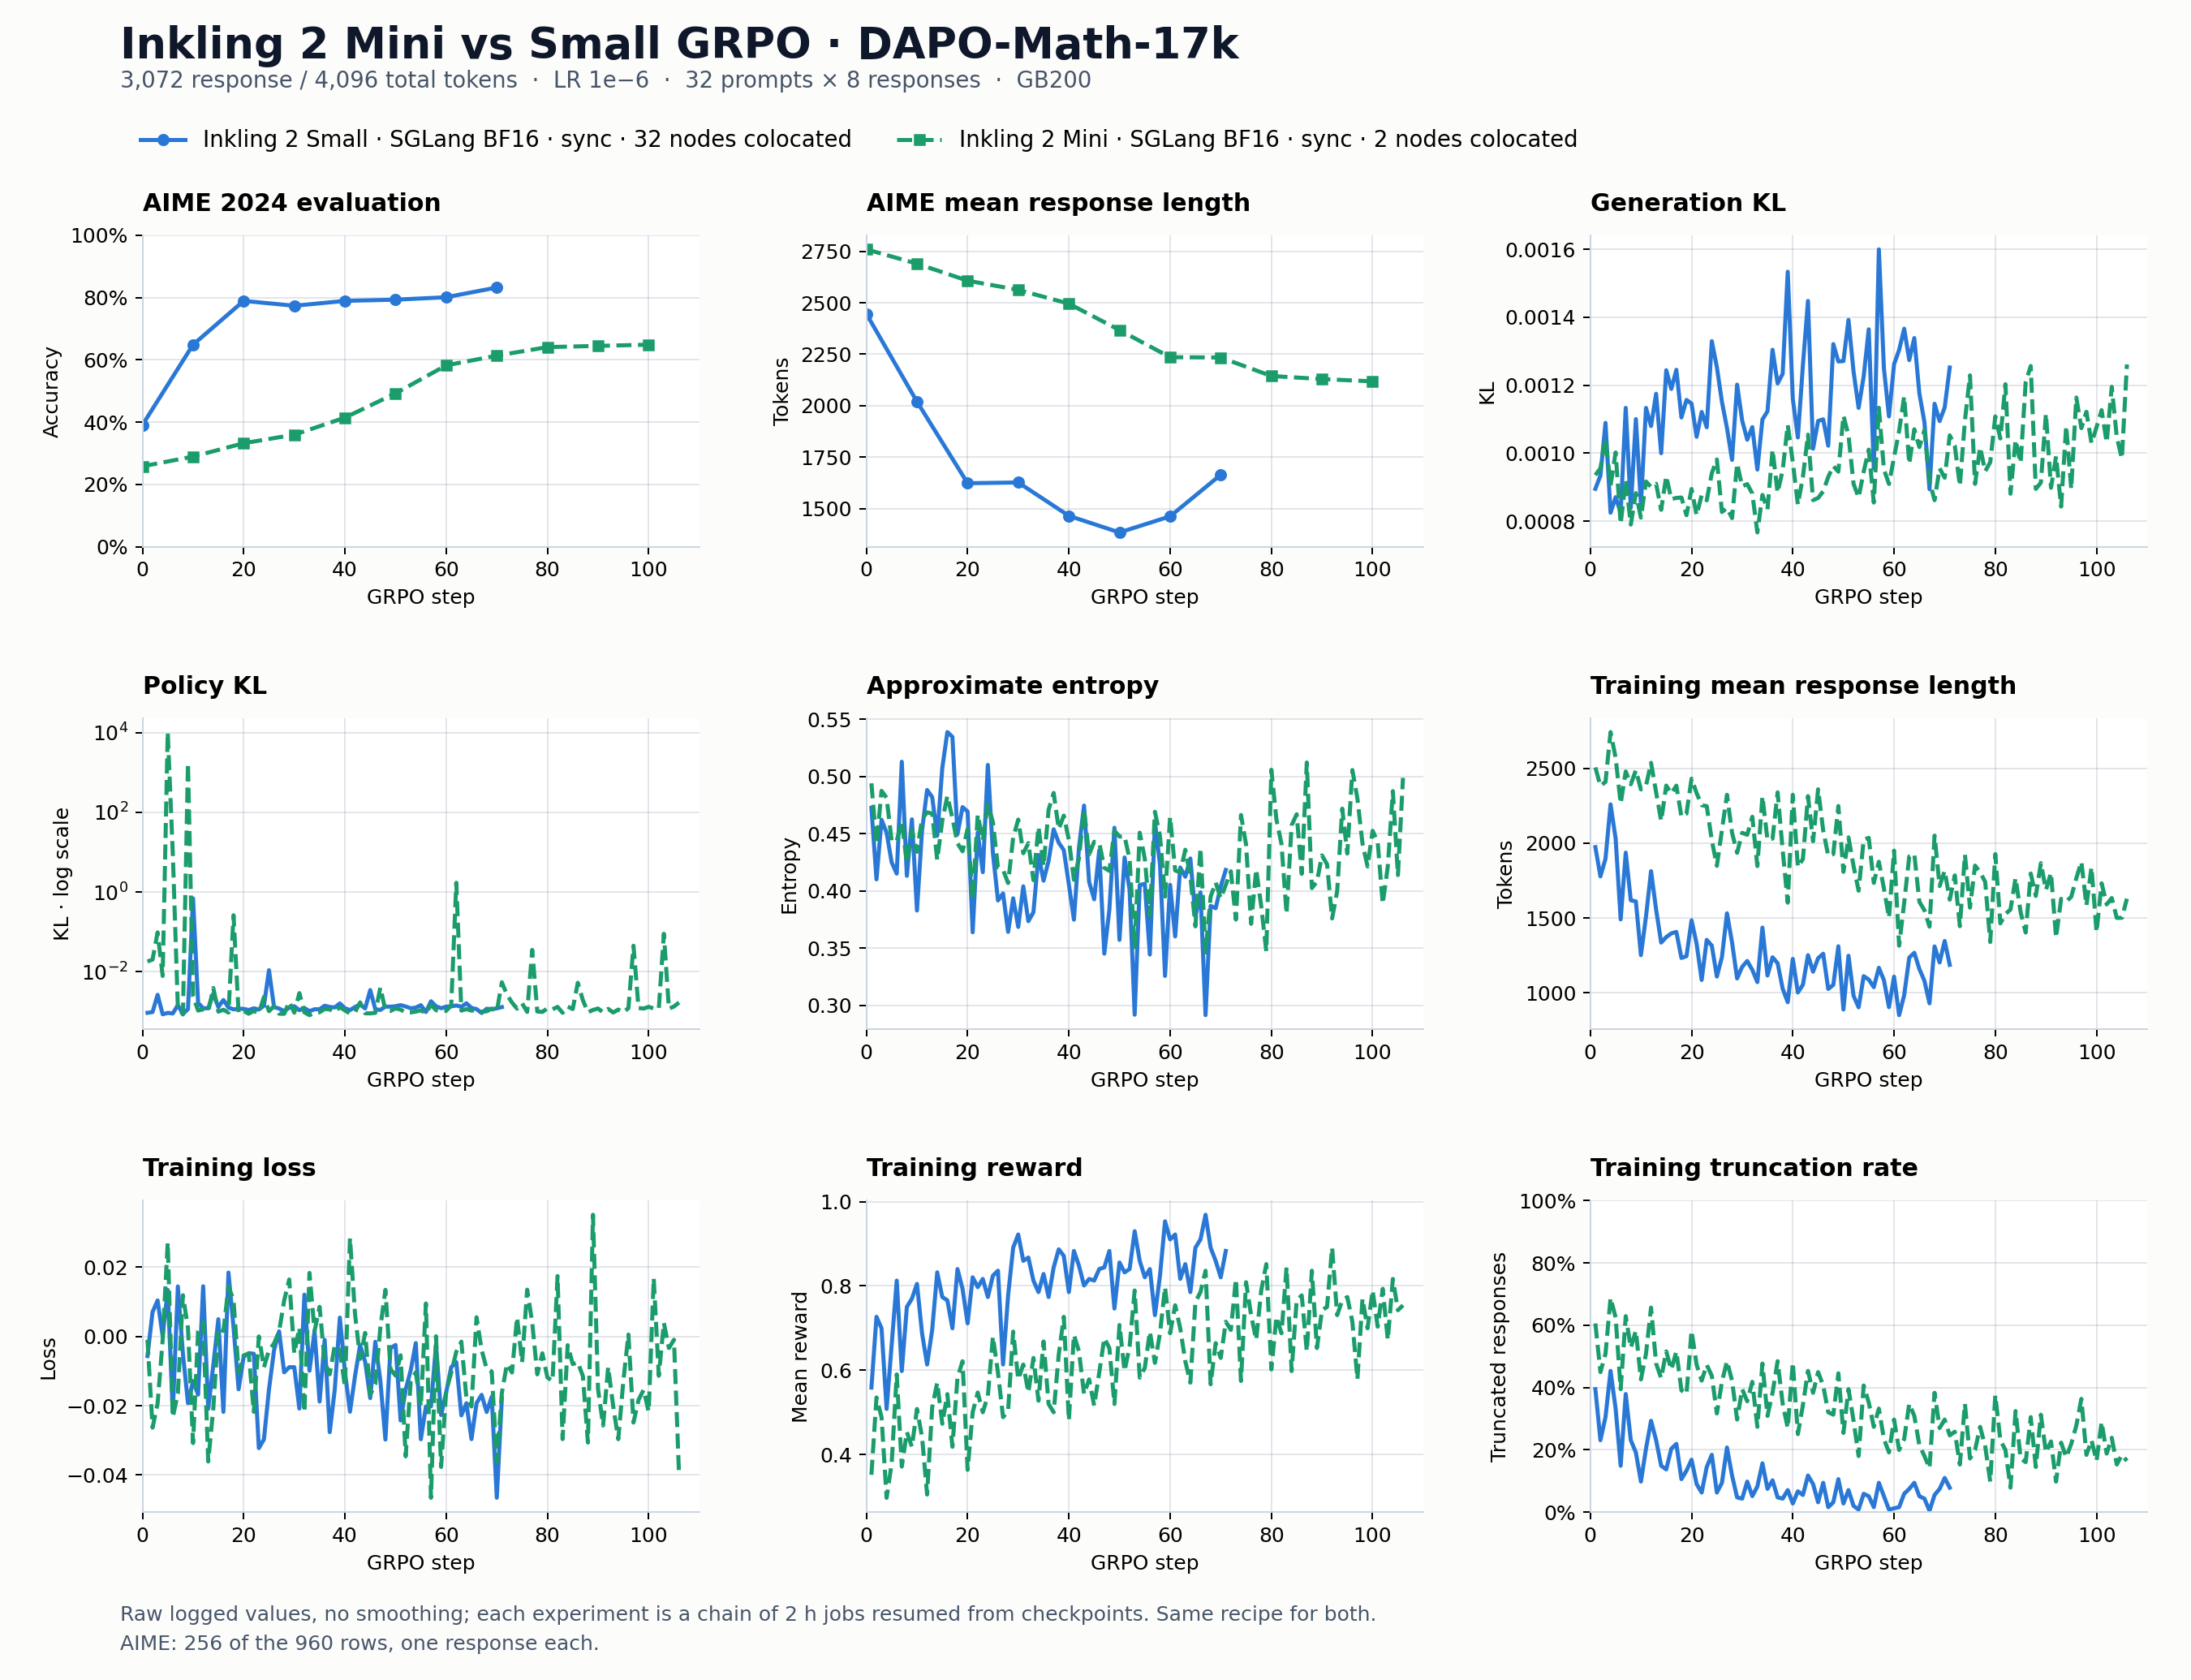 Inkling 2 Mini vs Small GRPO · DAPO-Math-17k
3,072 response / 4,096 total tokens · LR 1e−6 · 32 prompts × 8 responses · GB200
Inkling 2 Small · SGLang BF16 · sync · 32 nodes colocated
Inkling 2 Mini · SGLang BF16 · sync · 2 nodes colocated
AIME 2024 evaluation
Accuracy
100%
80%
60%
40%
20%
0%
0 20 40 60 80 100
GRPO step
AIME mean response length
Tokens
2750
2500
2250
2000
1750
1500
0 20 40 60 80 100
GRPO step
Generation KL
KL
0.0016
0.0014
0.0012
0.0010
0.0008
0 20 40 60 80 100
GRPO step
Policy KL
KL · log scale
10⁴
10²
10⁰
10⁻²
0 20 40 60 80 100
GRPO step
Approximate entropy
Entropy
0.55
0.50
0.45
0.40
0.35
0.30
0 20 40 60 80 100
GRPO step
Training mean response length
Tokens
2500
2000
1500
1000
0 20 40 60 80 100
GRPO step
Training loss
Loss
0.02
0.00
−0.02
−0.04
0 20 40 60 80 100
GRPO step
Training reward
Mean reward
1.0
0.8
0.6
0.4
0 20 40 60 80 100
GRPO step
Training truncation rate
Truncated responses
100%
80%
60%
40%
20%
0%
0 20 40 60 80 100
GRPO step
Raw logged values, no smoothing; each experiment is a chain of 2 h jobs resumed from checkpoints. Same recipe for both.
AIME: 256 of the 960 rows, one response each.